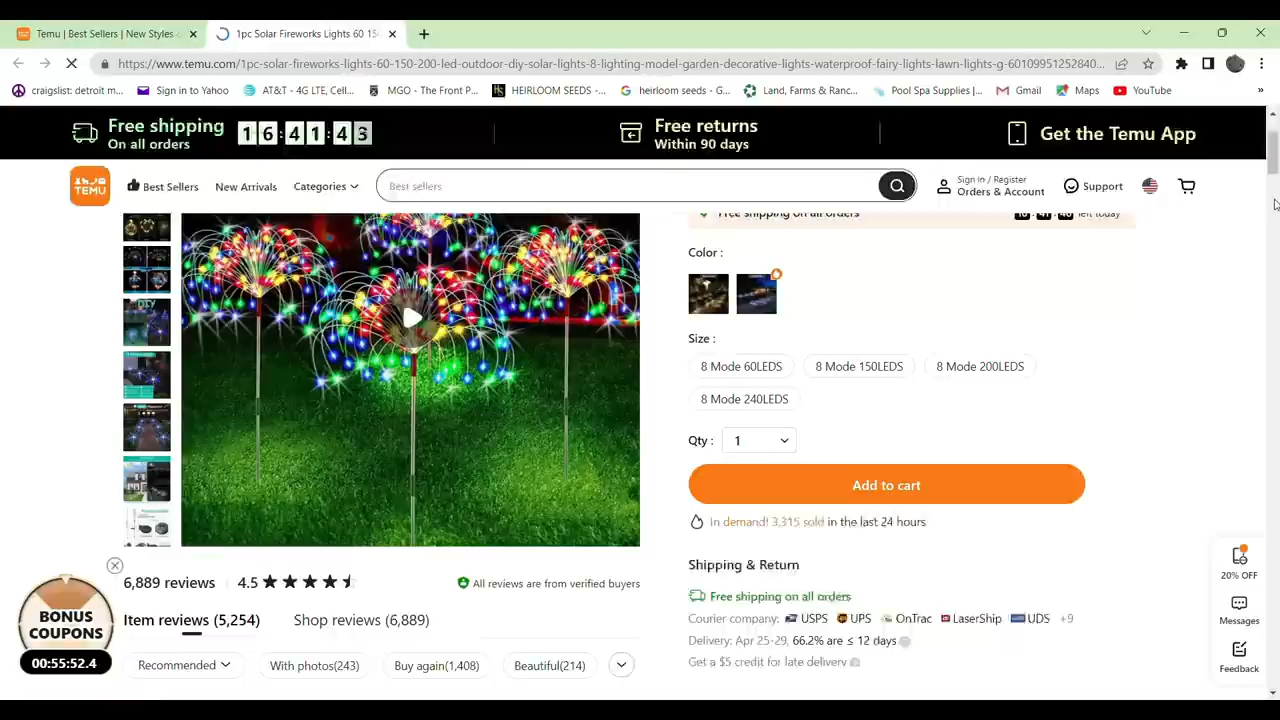 Temu | Best Sellers | New Styles
1pc Solar Fireworks Lights 60 15
https://www.temu.com/1pc-solar-fireworks-lights-60-150-200-led-outdoor-diy-solar-lights-8-lighting-model-garden-decorative-lights-waterproof-fairy-lights-lawn-lights-g-60109951252840...
craigslist: detroit m...
Sign in to Yahoo
AT&T - 4G LTE, Cell...
MGO - The Front P...
HEIRLOOM SEEDS -...
heirloom seeds - G...
Land, Farms & Ranc...
Pool Spa Supplies |...
Gmail
Maps
YouTube
»
Free shipping
On all orders
16:41:43
Free returns
Within 90 days
Get the Temu App
TEMU
Best Sellers
New Arrivals
Categories
Best sellers
Sign in / Register
Orders & Account
Support
Free shipping on all orders
left today
Color :
Size :
8 Mode 60LEDS
8 Mode 150LEDS
8 Mode 200LEDS
8 Mode 240LEDS
Qty :
1
Add to cart
In demand! 3,315 sold in the last 24 hours
DIY
6,889 reviews
4.5
All reviews are from verified buyers
Item reviews (5,254)
Shop reviews (6,889)
Recommended
With photos(243)
Buy again(1,408)
Beautiful(214)
Shipping & Return
Free shipping on all orders
Courier company: USPS UPS OnTrac LaserShip UDS +9
Delivery: Apr 25-29, 66.2% are ≤ 12 days
Get a $5 credit for late delivery
BONUS
COUPONS
00:55:52.4
20% OFF
Messages
Feedback